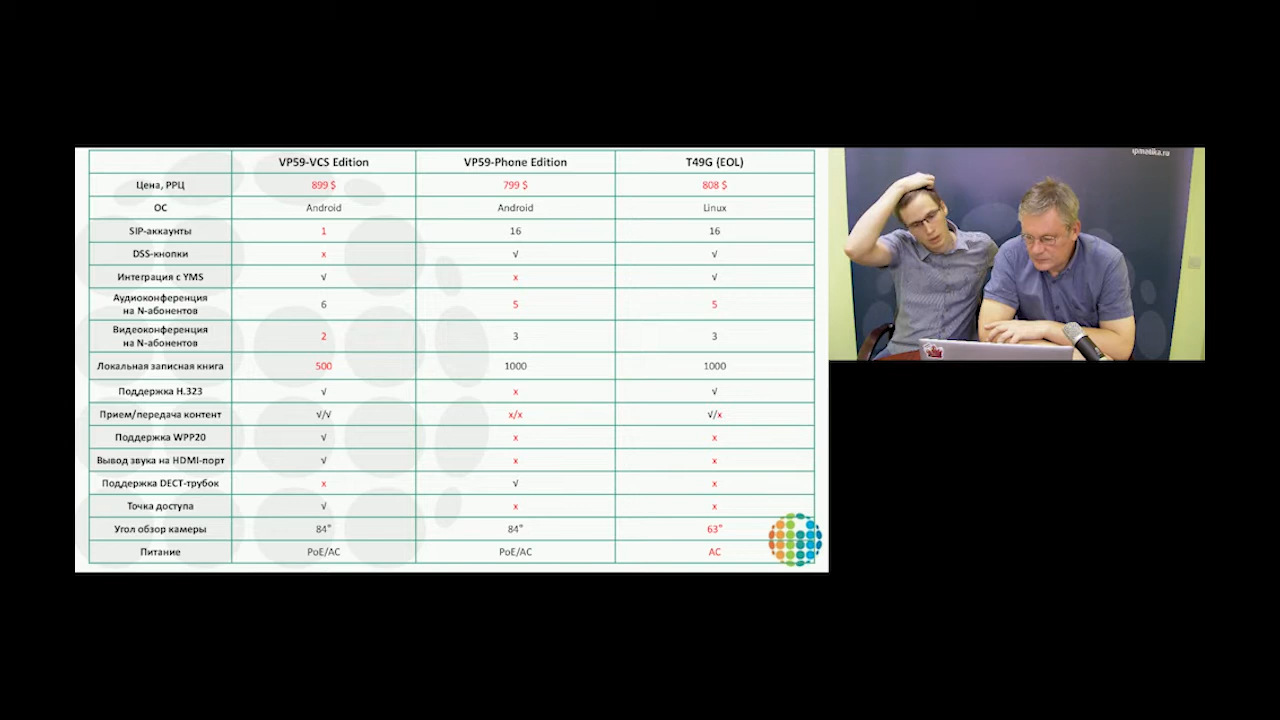 VP59-VCS Edition VP59-Phone Edition T49G (EOL)
Цена, РРЦ 899 $ 799 $ 808 $
ОС Android Android Linux
SIP-аккаунты 1 16 16
DSS-кнопки x √ √
Интеграция с YMS √ x √
Аудиоконференция
на N-абонентов 6 5 5
Видеоконференция
на N-абонентов 2 3 3
Локальная записная книга 500 1000 1000
Поддержка H.323 √ x √
Прием/передача контент √/√ x/x √/x
Поддержка WPP20 √ x x
Вывод звука на HDMI-порт √ x x
Поддержка DECT-трубок x √ x
Точка доступа √ x x
Угол обзор камеры 84° 84° 63°
Питание PoE/AC PoE/AC AC
ipmatika.ru